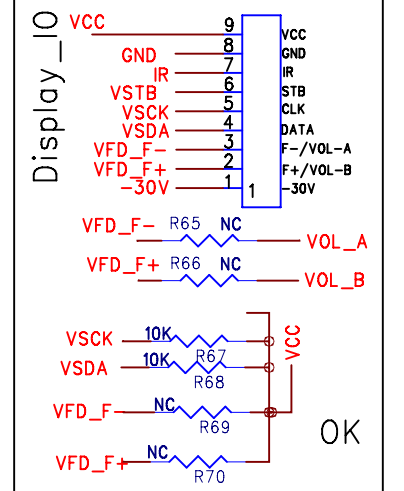 Display_IO
VCC 9 VCC
GND 8 GND
IR 7 IR
VSTB 6 STB
VSCK 5 CLK
VSDA 4 DATA
VFD_F- 3 F-/VOL-A
VFD_F+ 2 F+/VOL-B
-30V 1 1 -30V
VFD_F- R65 NC VOL_A
VFD_F+ R66 NC VOL_B
VSCK 10K R67 VCC
VSDA 10K R68
VFD_F- NC R69
OK
VFD_F+ NC R70